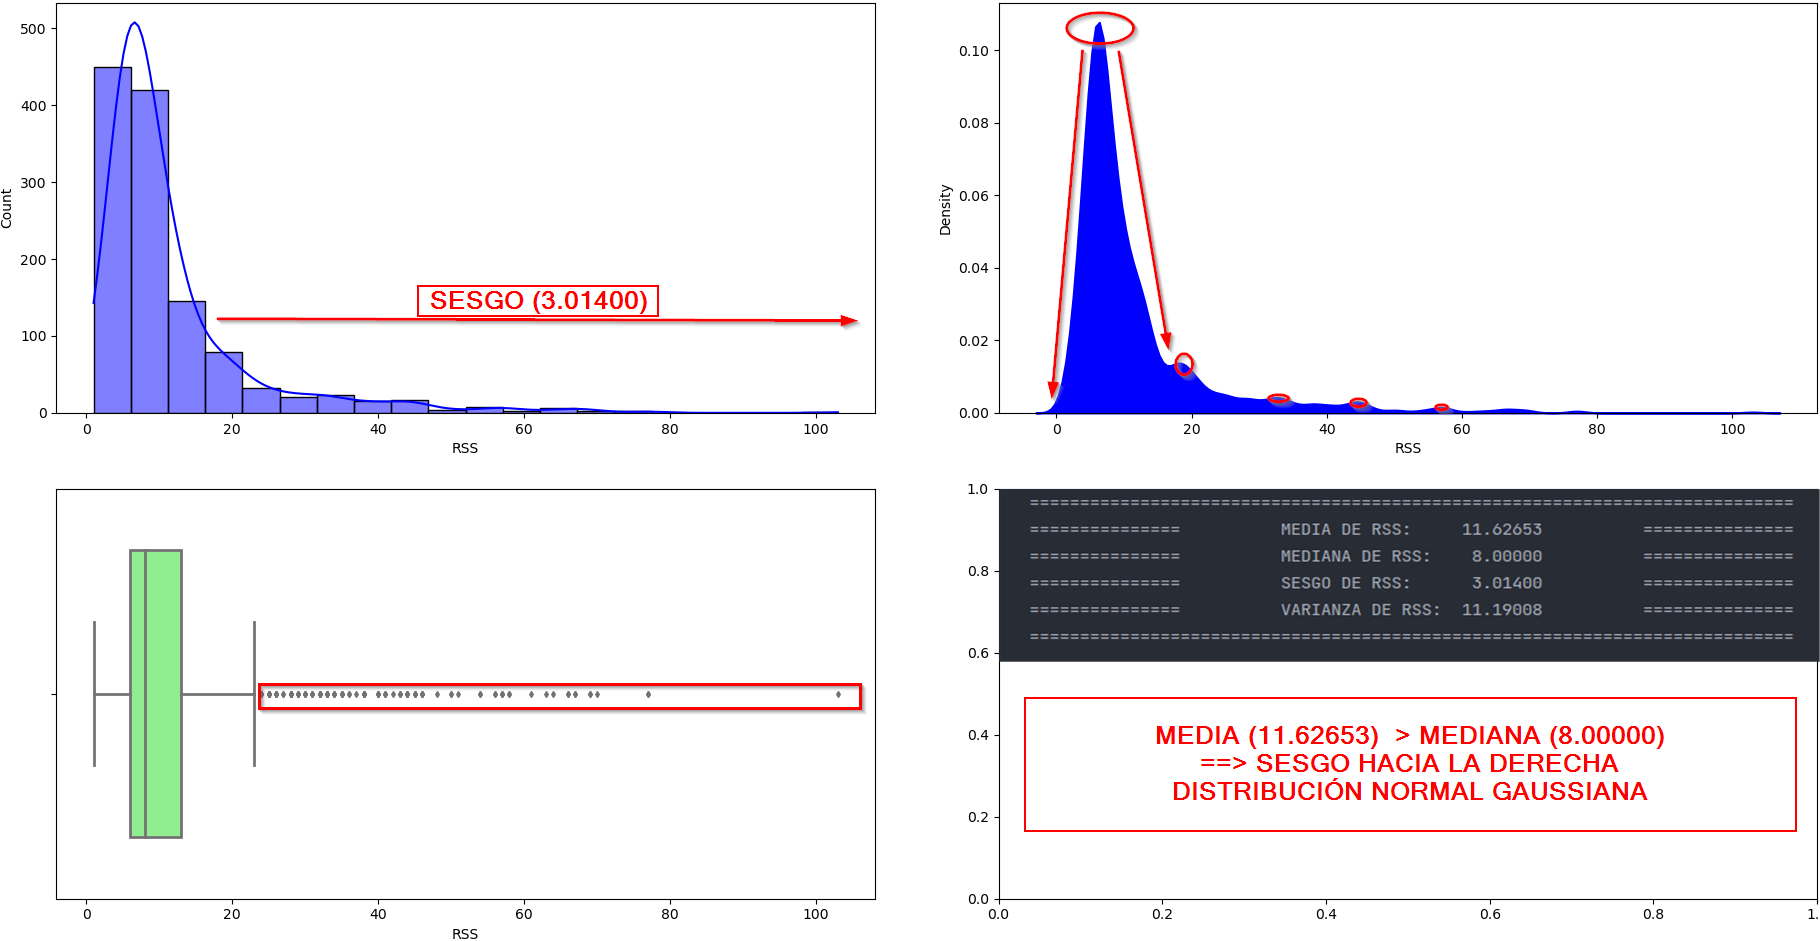 500
400
300
200
100
0
Count
SESGO (3.01400)
0 20 40 60 80 100
RSS
0.10
0.08
0.06
0.04
0.02
0.00
Density
0 20 40 60 80 100
RSS
0 20 40 60 80 100
RSS
1.0
0.8
0.6
0.4
0.2
0.0
============================================================================
=============== MEDIA DE RSS: 11.62653 ===============
=============== MEDIANA DE RSS: 8.00000 ===============
=============== SESGO DE RSS: 3.01400 ===============
=============== VARIANZA DE RSS: 11.19008 ===============
============================================================================
MEDIA (11.62653) > MEDIANA (8.00000)
==> SESGO HACIA LA DERECHA
DISTRIBUCIÓN NORMAL GAUSSIANA
0.0 0.2 0.4 0.6 0.8 1.